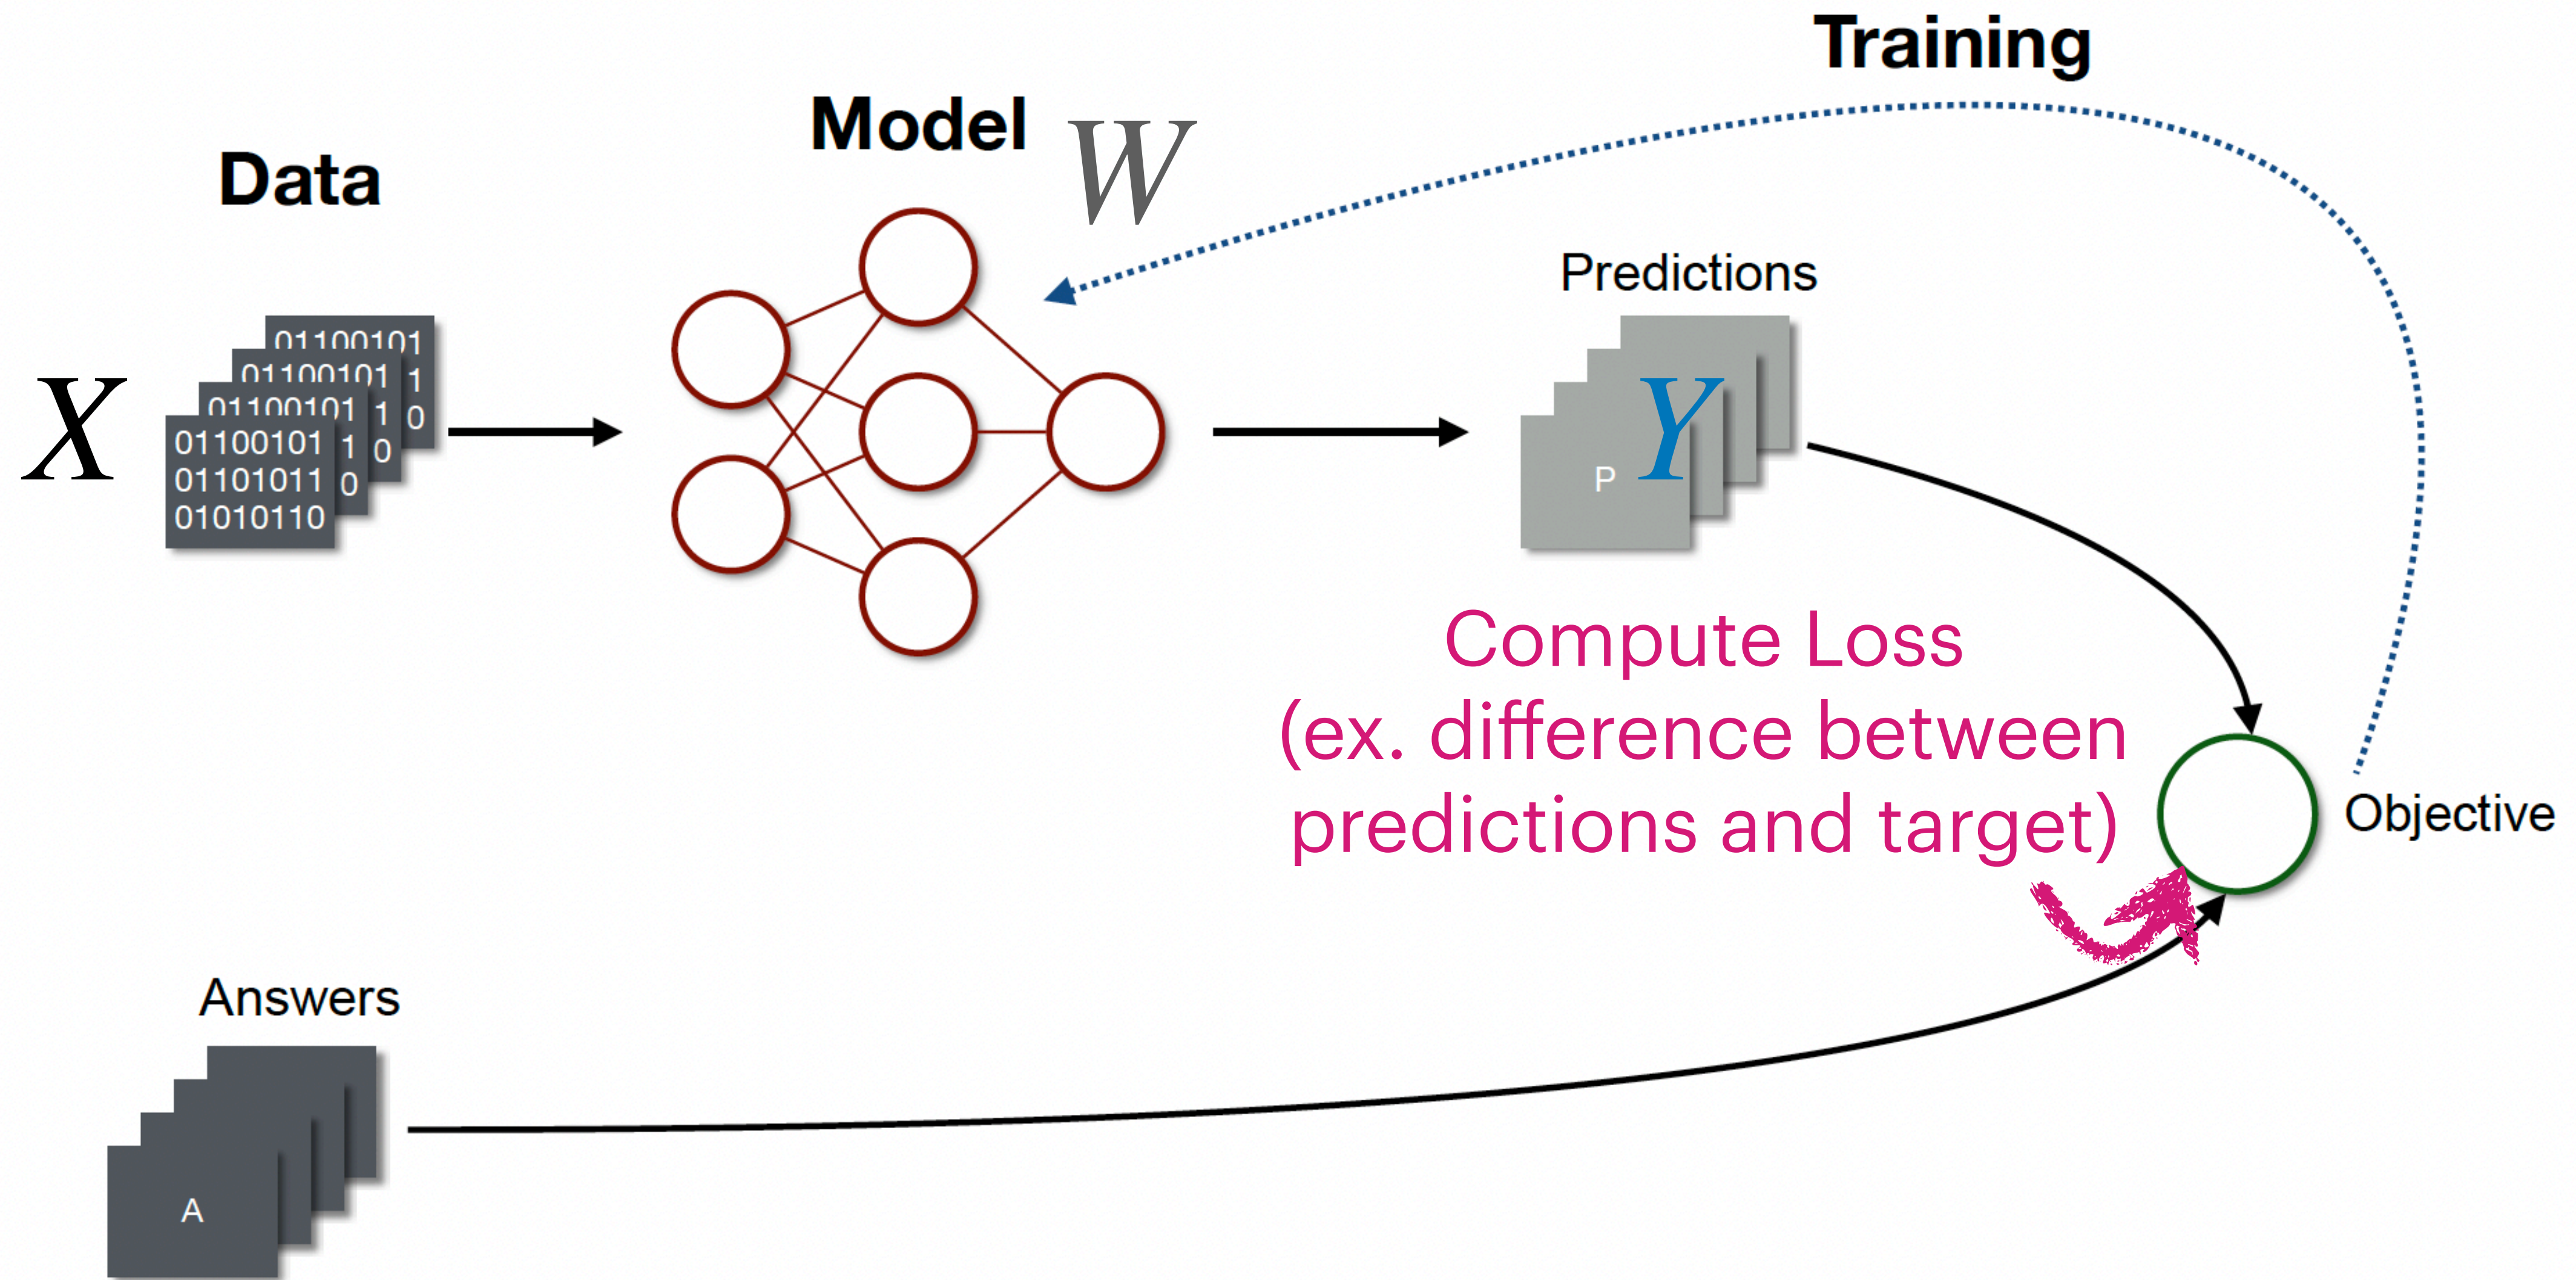 Training
Model W
Data
Predictions
X
01100101
01100101 1
01100101 1 0
01100101 1 0
01101011 0
01010110
P Y
Compute Loss
(ex. difference between
predictions and target)
Objective
Answers
A